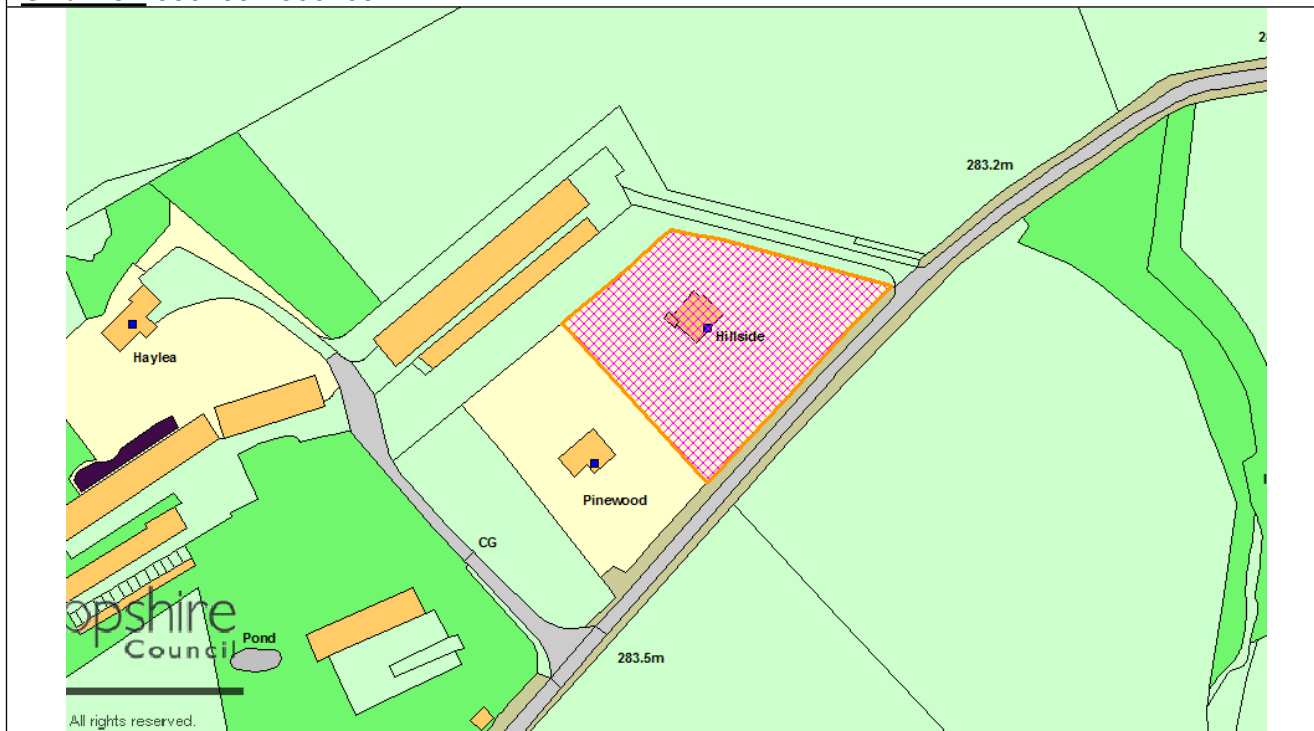 283.2m
Hillside
Haylea
Pinewood
CG
opshire
Council
Pond
283.5m
All rights reserved.